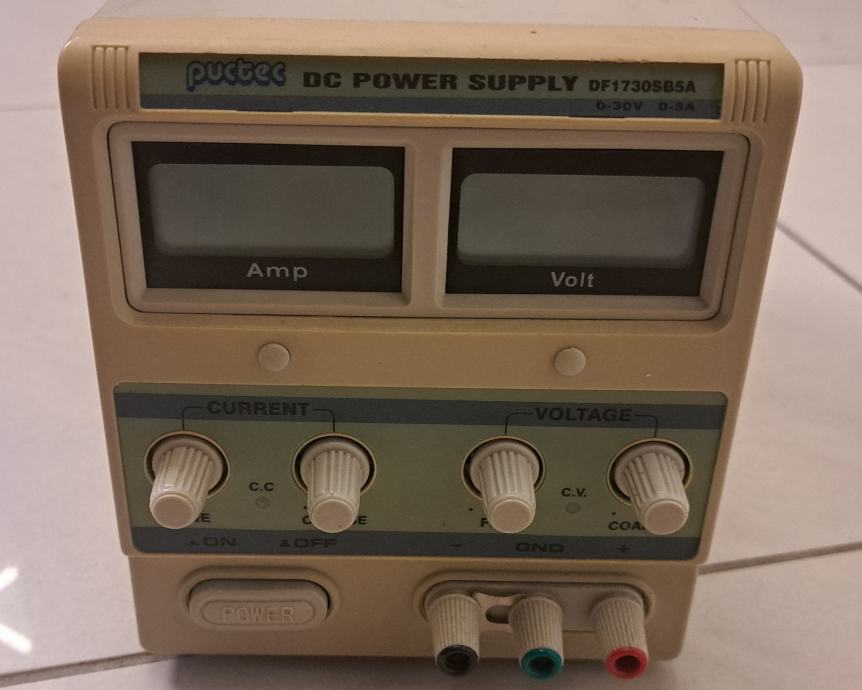 puctec DC POWER SUPPLY DF1730SB5A
0-30V 0-5A
Amp Volt
CURRENT VOLTAGE
C.C C.V.
ON OFF - GND +
POWER